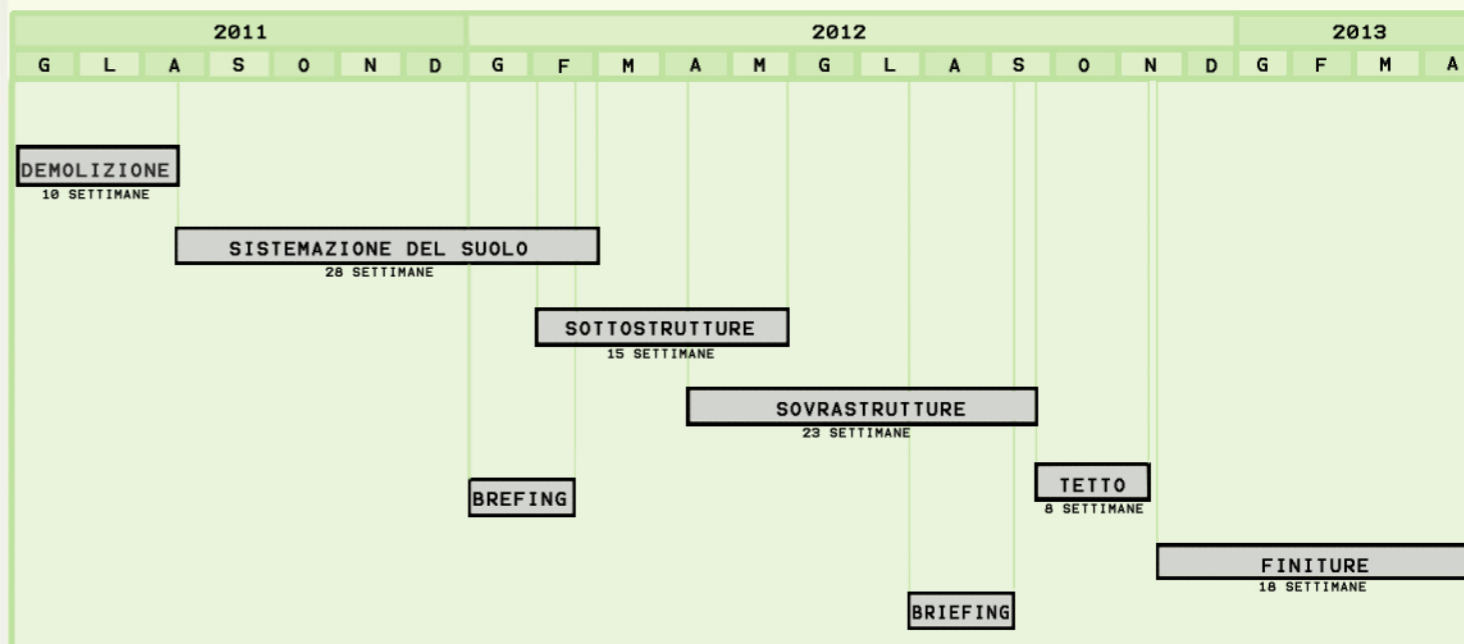 2011 2012 2013
G L A S O N D G F M A M G L A S O N D G F M A
DEMOLIZIONE
10 SETTIMANE
SISTEMAZIONE DEL SUOLO
28 SETTIMANE
SOTTOSTRUTTURE
15 SETTIMANE
SOVRASTRUTTURE
23 SETTIMANE
BREFING
TETTO
8 SETTIMANE
FINITURE
18 SETTIMANE
BRIEFING